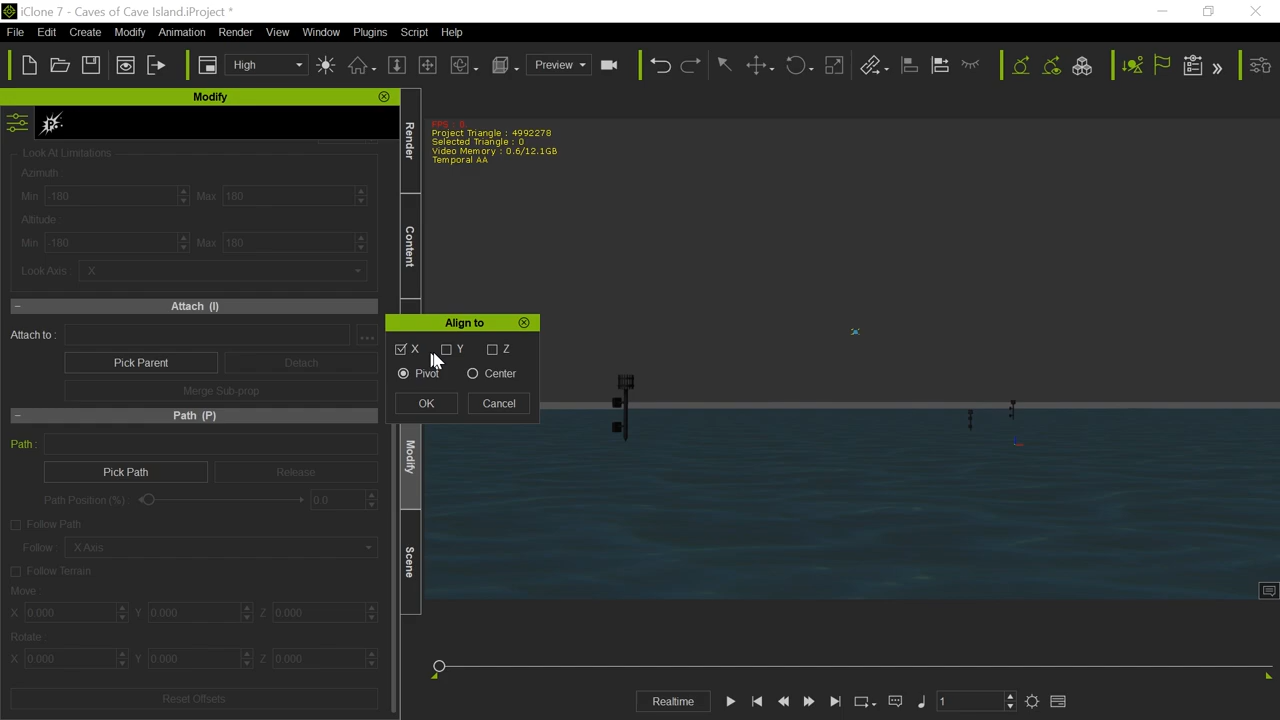 iClone 7 - Caves of Cave Island.iProject *
File Edit Create Modify Animation Render View Window Plugins Script Help
High Preview
Modify
Look At Limitations
Azimuth
Min -180 Max 180
Altitude
Min -180 Max 180
Look Axis X
Attach (I)
Attach to :
Pick Parent Detach
Merge Sub-prop
Path (P)
Path :
Pick Path Release
Path Position (%) : 0.0
Follow Path
Follow : X Axis
Follow Terrain
Move
X 0.000 Y 0.000 Z 0.000
Rotate :
X 0.000 Y 0.000 Z 0.000
Reset Offsets
Render
Content
Modify
Scene
FPS : 0
Project Triangle : 4992278
Selected Triangle : 0
Video Memory : 0.6/12.1GB
Temporal AA
Align to
X Y Z
Pivot Center
OK Cancel
Realtime 1